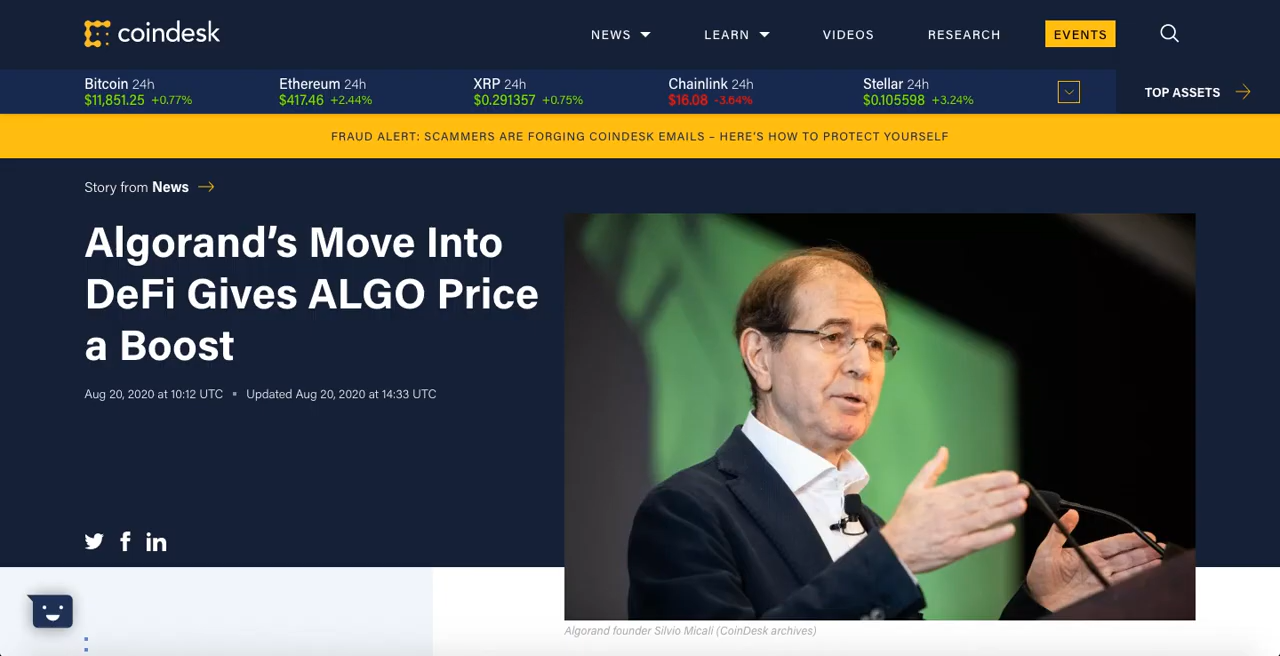 coindesk
NEWS LEARN VIDEOS RESEARCH EVENTS
Bitcoin 24h Ethereum 24h XRP 24h Chainlink 24h Stellar 24h
$11,851.25 +0.77% $417.46 +2.44% $0.291357 +0.75% $16.08 -3.64% $0.105598 +3.24%
TOP ASSETS
FRAUD ALERT: SCAMMERS ARE FORGING COINDESK EMAILS – HERE'S HOW TO PROTECT YOURSELF
Story from News
Algorand's Move Into
DeFi Gives ALGO Price
a Boost
Aug 20, 2020 at 10:12 UTC ▪ Updated Aug 20, 2020 at 14:33 UTC
Algorand founder Silvio Micali (CoinDesk archives)